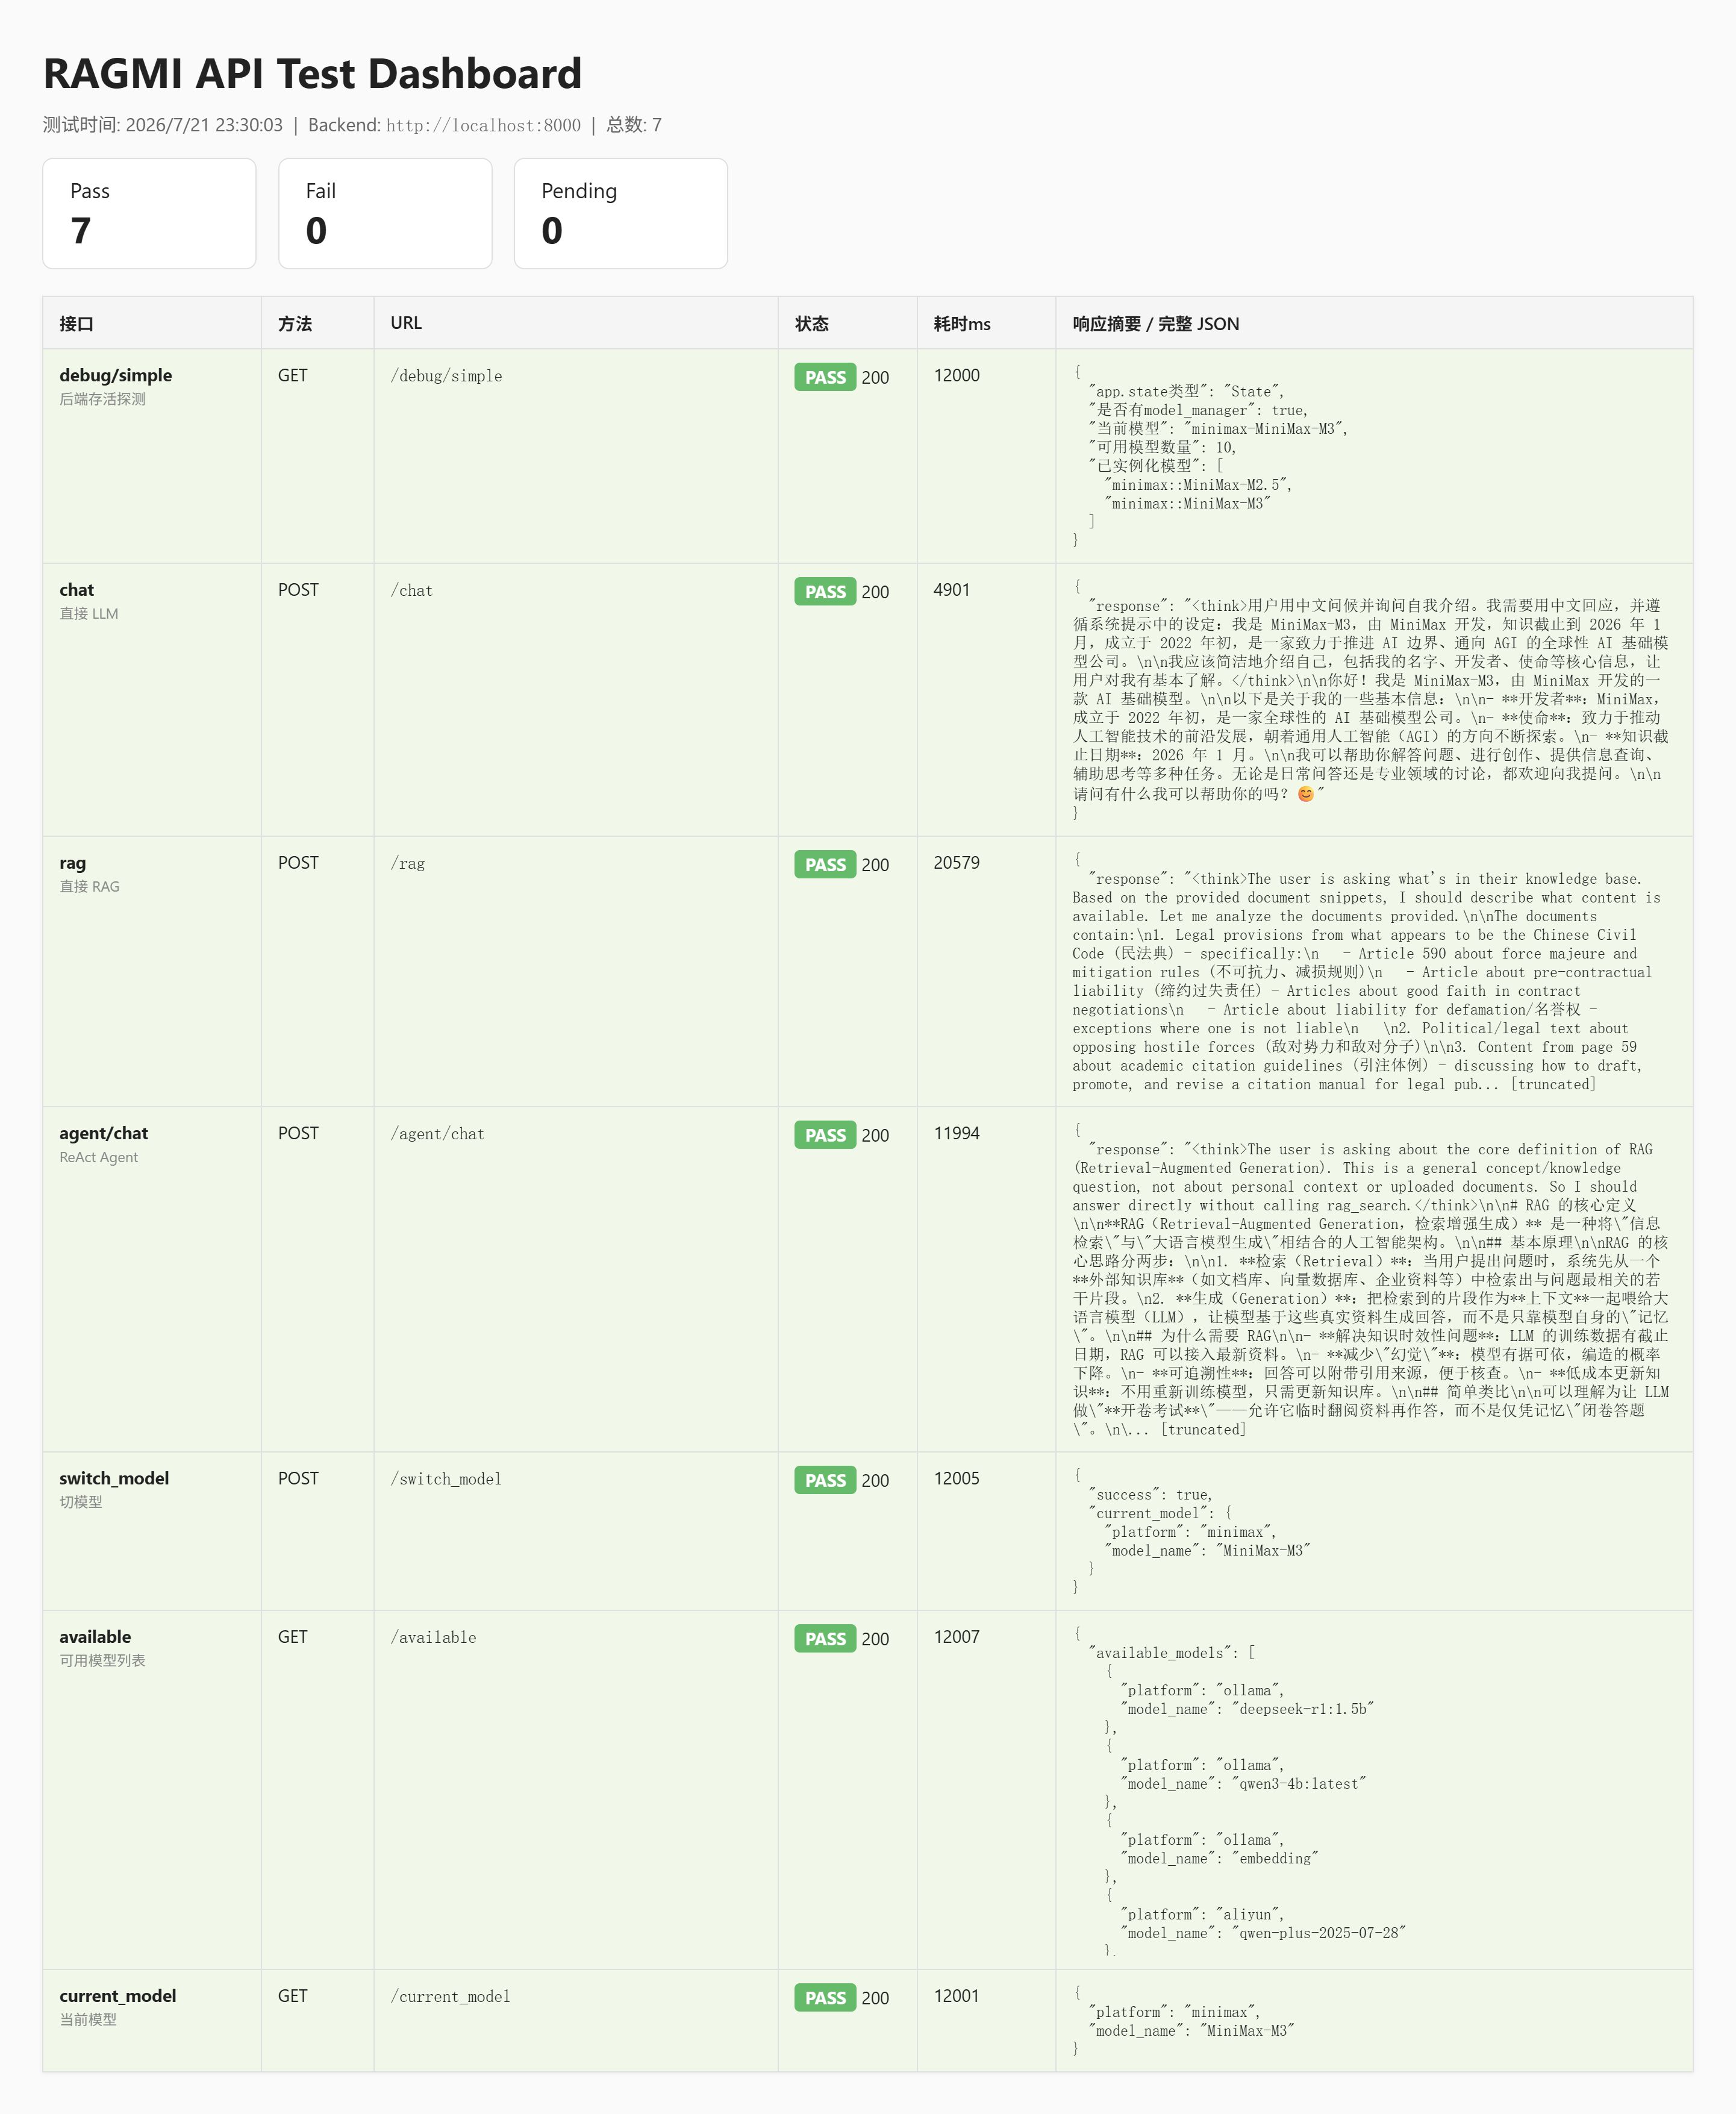 RAGMI API Test Dashboard
测试时间: 2026/7/21 23:30:03 | Backend: http://localhost:8000 | 总数: 7
Pass
7
Fail
0
Pending
0
接口 方法 URL 状态 耗时ms 响应摘要 / 完整 JSON
debug/simple GET /debug/simple PASS 200 12000
后端存活探测
{
"app.state类型": "State",
"是否有model_manager": true,
"当前模型": "minimax-MiniMax-M3",
"可用模型数量": 10,
"已实例化模型": [
"minimax::MiniMax-M2.5",
"minimax::MiniMax-M3"
]
}
chat POST /chat PASS 200 4901
直接 LLM
{
"response": "<think>用户用中文问候并询问自我介绍。我需要用中文回应，并遵
循系统提示中的设定：我是 MiniMax-M3，由 MiniMax 开发，知识截止到 2026 年 1
月，成立于 2022 年初，是一家致力于推进 AI 边界、通向 AGI 的全球性 AI 基础模
型公司。\n\n我应该简洁地介绍自己，包括我的名字、开发者、使命等核心信息，让
用户对我有基本了解。</think>\n\n你好！我是 MiniMax-M3，由 MiniMax 开发的一
款 AI 基础模型。\n\n以下是关于我的一些基本信息：\n\n- **开发者**：MiniMax，
成立于 2022 年初，是一家全球性的 AI 基础模型公司。\n- **使命**：致力于推动
人工智能技术的前沿发展，朝着通用人工智能（AGI）的方向不断探索。\n- **知识截
止日期**：2026 年 1 月。\n\n我可以帮助你解答问题、进行创作、提供信息查询、
辅助思考等多种任务。无论是日常问答还是专业领域的讨论，都欢迎向我提问。\n\n
请问有什么我可以帮助你的吗？😊"
}
rag POST /rag PASS 200 20579
直接 RAG
{
"response": "<think>The user is asking what's in their knowledge base.
Based on the provided document snippets, I should describe what content is
available. Let me analyze the documents provided.\n\nThe documents
contain:\n1. Legal provisions from what appears to be the Chinese Civil
Code (民法典) - specifically:\n   - Article 590 about force majeure and
mitigation rules (不可抗力、减损规则)\n   - Article about pre-contractual
liability (缔约过失责任) - Articles about good faith in contract
negotiations\n   - Article about liability for defamation/名誉权 -
exceptions where one is not liable\n   \n2. Political/legal text about
opposing hostile forces (敌对势力和敌对分子)\n\n3. Content from page 59
about academic citation guidelines (引注体例) - discussing how to draft,
promote, and revise a citation manual for legal pub... [truncated]
agent/chat POST /agent/chat PASS 200 11994
ReAct Agent
{
"response": "<think>The user is asking about the core definition of RAG
(Retrieval-Augmented Generation). This is a general concept/knowledge
question, not about personal context or uploaded documents. So I should
answer directly without calling rag_search.</think>\n\n# RAG 的核心定义
\n\n**RAG（Retrieval-Augmented Generation，检索增强生成）** 是一种将\"信息
检索\"与\"大语言模型生成\"相结合的人工智能架构。\n\n## 基本原理\n\nRAG 的核
心思路分两步：\n\n1. **检索（Retrieval）**：当用户提出问题时，系统先从一个
**外部知识库**（如文档库、向量数据库、企业资料等）中检索出与问题最相关的若
干片段。\n2. **生成（Generation）**：把检索到的片段作为**上下文**一起喂给大
语言模型（LLM），让模型基于这些真实资料生成回答，而不是只靠模型自身的\"记忆
\"。\n\n## 为什么需要 RAG\n\n- **解决知识时效性问题**：LLM 的训练数据有截止
日期，RAG 可以接入最新资料。\n- **减少\"幻觉\"**：模型有据可依，编造的概率
下降。\n- **可追溯性**：回答可以附带引用来源，便于核查。\n- **低成本更新知
识**：不用重新训练模型，只需更新知识库。\n\n## 简单类比\n\n可以理解为让 LLM
做\"**开卷考试**\"——允许它临时翻阅资料再作答，而不是仅凭记忆\"闭卷答题
\"。\n\... [truncated]
switch_model POST /switch_model PASS 200 12005
切模型
{
"success": true,
"current_model": {
"platform": "minimax",
"model_name": "MiniMax-M3"
}
}
available GET /available PASS 200 12007
可用模型列表
{
"available_models": [
{
"platform": "ollama",
"model_name": "deepseek-r1:1.5b"
},
{
"platform": "ollama",
"model_name": "qwen3-4b:latest"
},
{
"platform": "ollama",
"model_name": "embedding"
},
{
"platform": "aliyun",
"model_name": "qwen-plus-2025-07-28"
},
current_model GET /current_model PASS 200 12001
当前模型
{
"platform": "minimax",
"model_name": "MiniMax-M3"
}